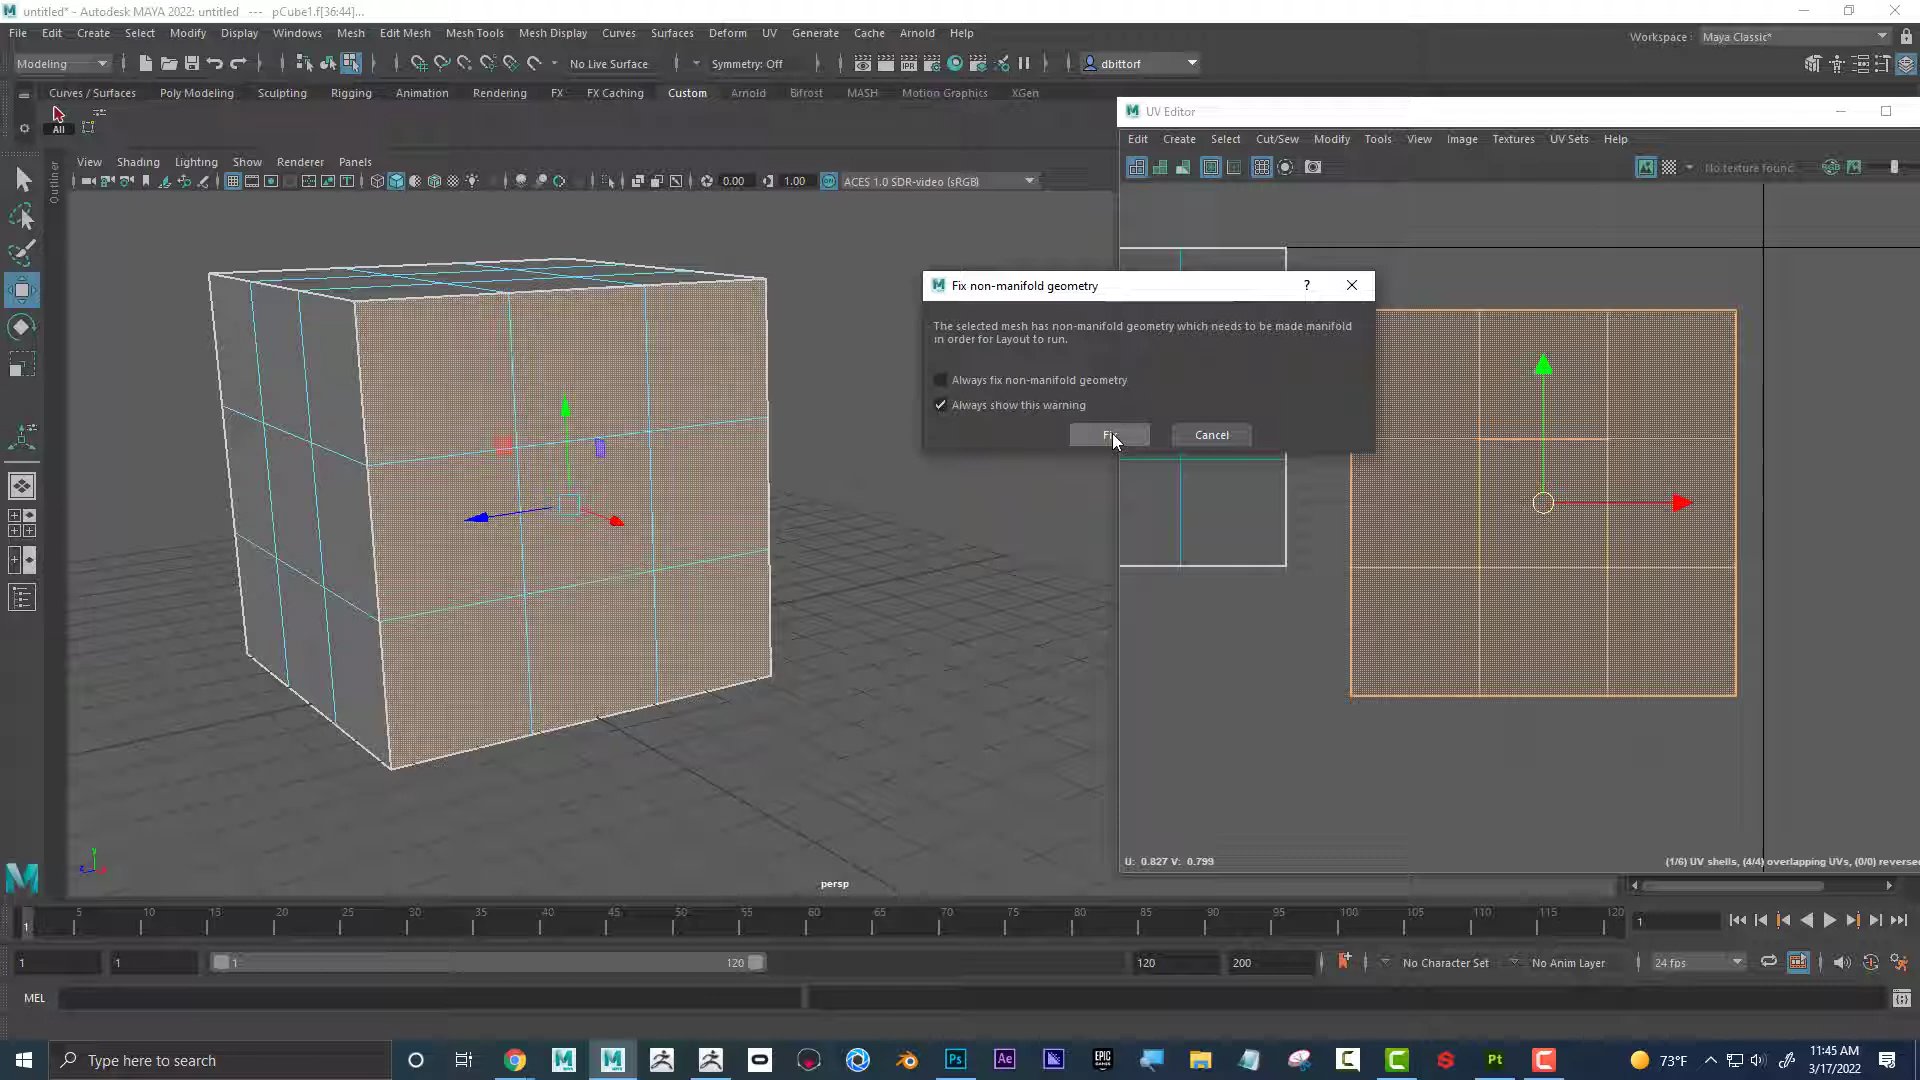 untitled* - Autodesk MAYA 2022: untitled --- pCube1.f[36:44]...
File Edit Create Select Modify Display Windows Mesh Edit Mesh Mesh Tools Mesh Display Curves Surfaces Deform UV Generate Cache Arnold Help
Workspace : Maya Classic*
Modeling No Live Surface Symmetry: Off dbittorf
Curves / Surfaces Poly Modeling Sculpting Rigging Animation Rendering FX FX Caching Custom Arnold Bifrost MASH Motion Graphics XGen
All
UV Editor
Edit Create Select Cut/Sew Modify Tools View Image Textures UV Sets Help
No texture found
Outliner
View Shading Lighting Show Renderer Panels
0.00 1.00 ACES 1.0 SDR-video (sRGB)
Fix non-manifold geometry ?
The selected mesh has non-manifold geometry which needs to be made manifold
in order for Layout to run.
Always fix non-manifold geometry
Always show this warning
Fix Cancel
U: 0.827 V: 0.799
(1/6) UV shells, (4/4) overlapping UVs, (0/0) reverse
persp
5 10 15 20 25 30 35 40 45 50 55 60 65 70 75 80 85 90 95 100 105 110 115 120
1 1
1 1 1 120 120 200 No Character Set No Anim Layer 24 fps
MEL
Type here to search
Ps Ae EPIC GAMES Pt
73°F
11:45 AM
3/17/2022